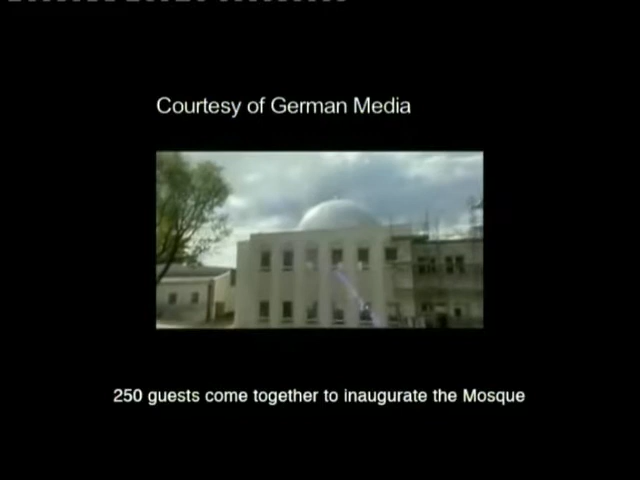 Courtesy of German Media
250 guests come together to inaugurate the Mosque